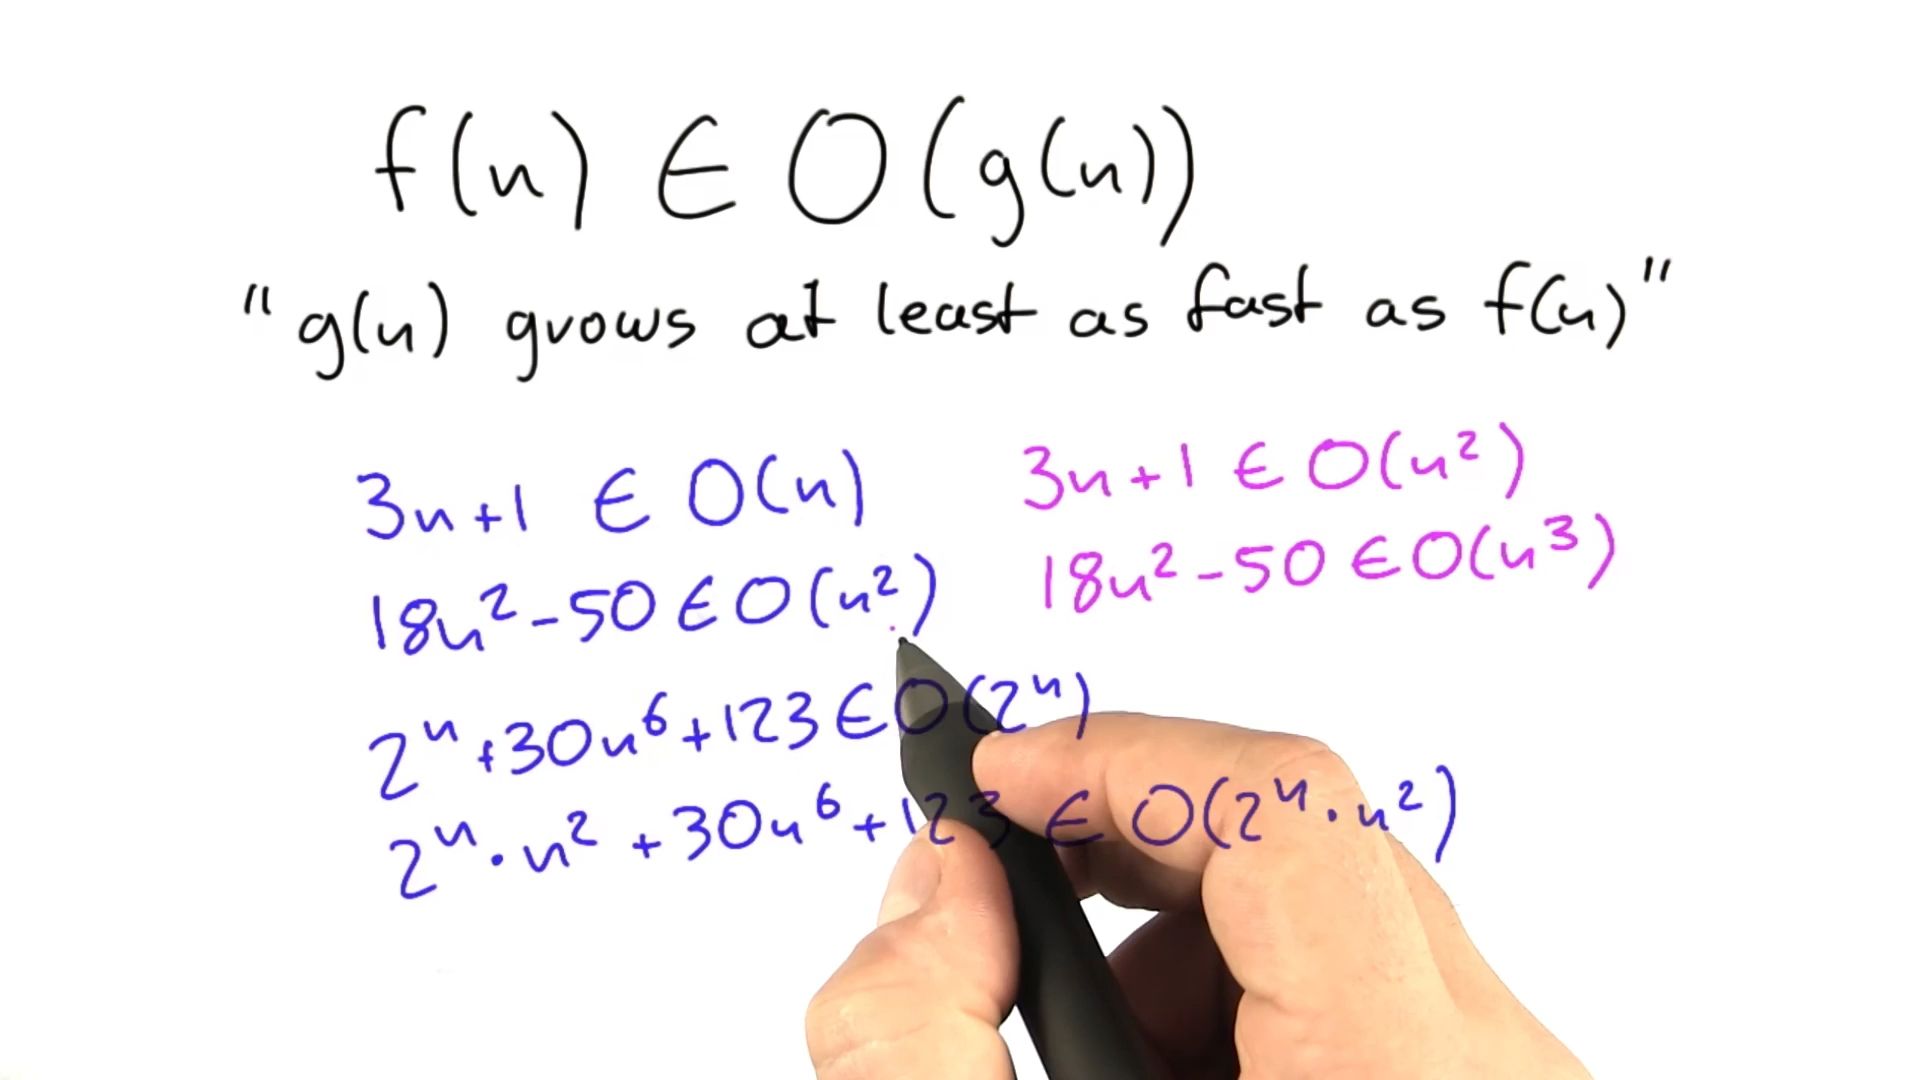 f(n) ∈ O(g(n))
"g(n) grows at least as fast as f(n)"
3n+1 ∈ O(n)
18n²-50 ∈ O(n²)
2ⁿ+30n⁶+123 ∈ O(2ⁿ)
2ⁿ·n²+30n⁶+123 ∈ O(2ⁿ·n²)
3n+1 ∈ O(n²)
18n²-50 ∈ O(n³)